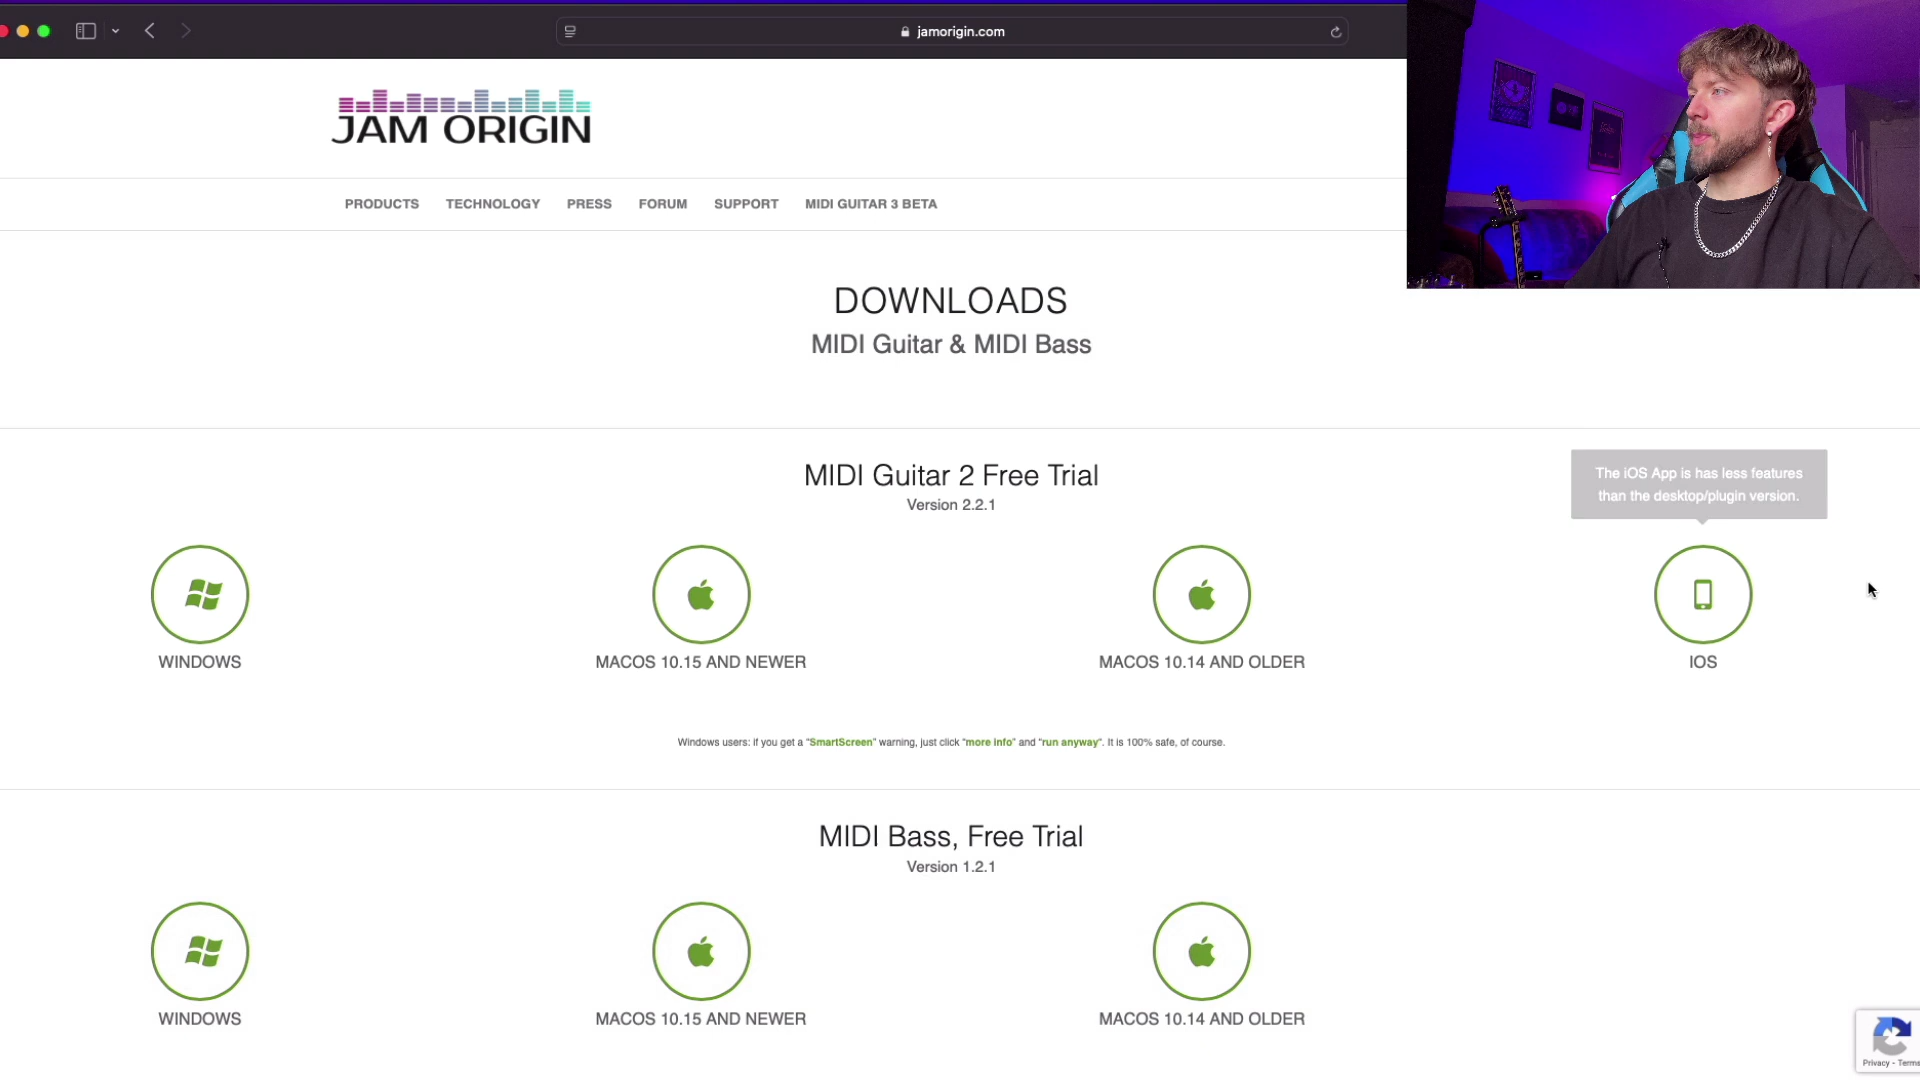 jamorigin.com
JAM ORIGIN
PRODUCTS TECHNOLOGY PRESS FORUM SUPPORT MIDI GUITAR 3 BETA
DOWNLOADS
MIDI Guitar & MIDI Bass
MIDI Guitar 2 Free Trial
Version 2.2.1
The iOS App is has less features
than the desktop/plugin version.
WINDOWS MACOS 10.15 AND NEWER MACOS 10.14 AND OLDER IOS
Windows users: if you get a "SmartScreen" warning, just click "more info" and "run anyway". It is 100% safe, of course.
MIDI Bass, Free Trial
Version 1.2.1
WINDOWS MACOS 10.15 AND NEWER MACOS 10.14 AND OLDER
Privacy - Terms